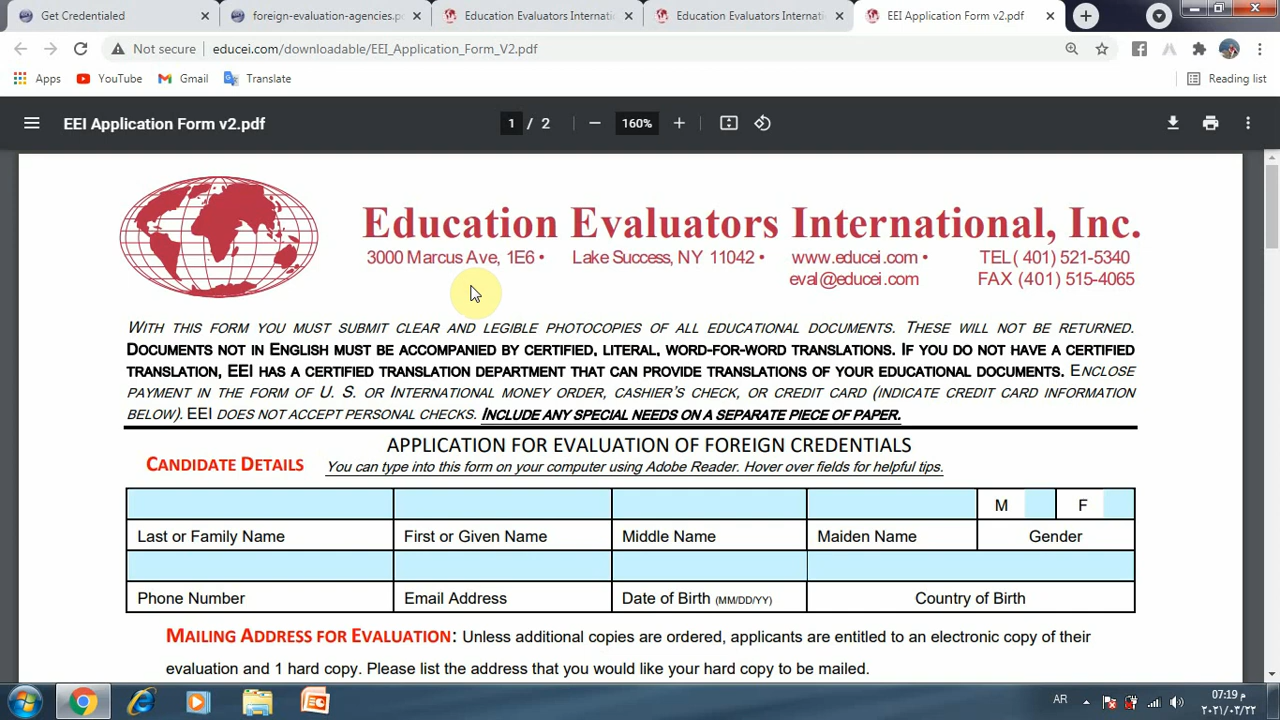 Get Credentialed
foreign-evaluation-agencies.p
Education Evaluators Internatio
Education Evaluators Internatio
EEI Application Form v2.pdf
Not secure
educei.com/downloadable/EEI_Application_Form_V2.pdf
Apps
YouTube
Gmail
Translate
Reading list
EEI Application Form v2.pdf
1 / 2
160%
Education Evaluators International, Inc.
3000 Marcus Ave, 1E6 • Lake Success, NY 11042 • www.educei.com • TEL( 401) 521-5340
eval@educei.com FAX (401) 515-4065
WITH THIS FORM YOU MUST SUBMIT CLEAR AND LEGIBLE PHOTOCOPIES OF ALL EDUCATIONAL DOCUMENTS. THESE WILL NOT BE RETURNED.
DOCUMENTS NOT IN ENGLISH MUST BE ACCOMPANIED BY CERTIFIED, LITERAL, WORD-FOR-WORD TRANSLATIONS. IF YOU DO NOT HAVE A CERTIFIED
TRANSLATION, EEI HAS A CERTIFIED TRANSLATION DEPARTMENT THAT CAN PROVIDE TRANSLATIONS OF YOUR EDUCATIONAL DOCUMENTS. ENCLOSE
PAYMENT IN THE FORM OF U. S. OR INTERNATIONAL MONEY ORDER, CASHIER'S CHECK, OR CREDIT CARD (INDICATE CREDIT CARD INFORMATION
BELOW). EEI DOES NOT ACCEPT PERSONAL CHECKS. INCLUDE ANY SPECIAL NEEDS ON A SEPARATE PIECE OF PAPER.
APPLICATION FOR EVALUATION OF FOREIGN CREDENTIALS
CANDIDATE DETAILS You can type into this form on your computer using Adobe Reader. Hover over fields for helpful tips.
M F
Last or Family Name First or Given Name Middle Name Maiden Name Gender
Phone Number Email Address Date of Birth (MM/DD/YY) Country of Birth
MAILING ADDRESS FOR EVALUATION: Unless additional copies are ordered, applicants are entitled to an electronic copy of their
evaluation and 1 hard copy. Please list the address that you would like your hard copy to be mailed.
AR
07:19 م
٢٠٢١/٠٣/٢٢